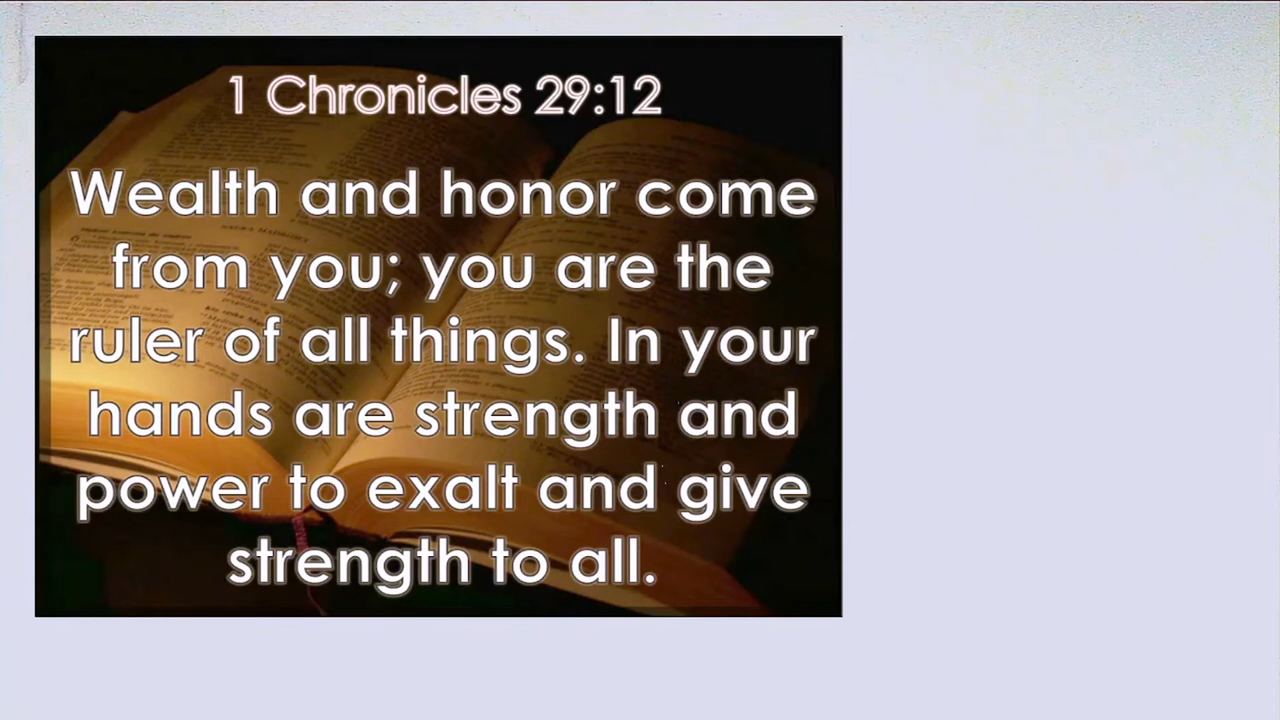 1 Chronicles 29:12
Wealth and honor come
from you; you are the
ruler of all things. In your
hands are strength and
power to exalt and give
strength to all.